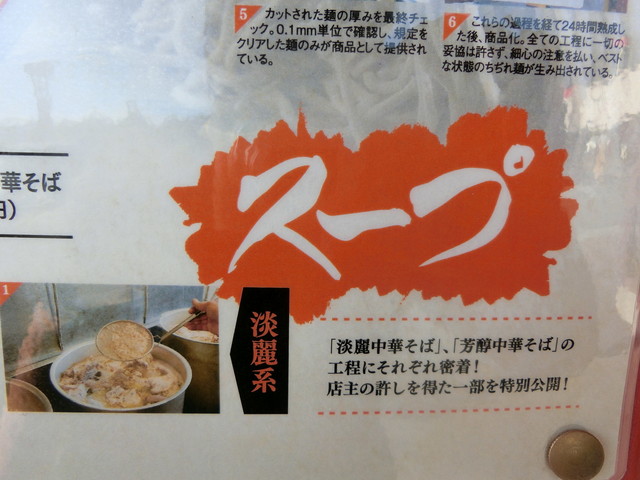 5 カットされた麺の厚みを最終チェ
ック。0.1mm単位で確認し、規定を
クリアした麺のみが商品として提供され
ている。
6 これらの過程を経て24時間熟成し
た後、商品化。全ての工程に一切の
妥協は許さず、細心の注意を払い、ベスト
な状態のちぢれ麺が生み出されている。
華そば
円)
スープ
1
淡麗系
「淡麗中華そば」、「芳醇中華そば」の
工程にそれぞれ密着!
店主の許しを得た一部を特別公開!